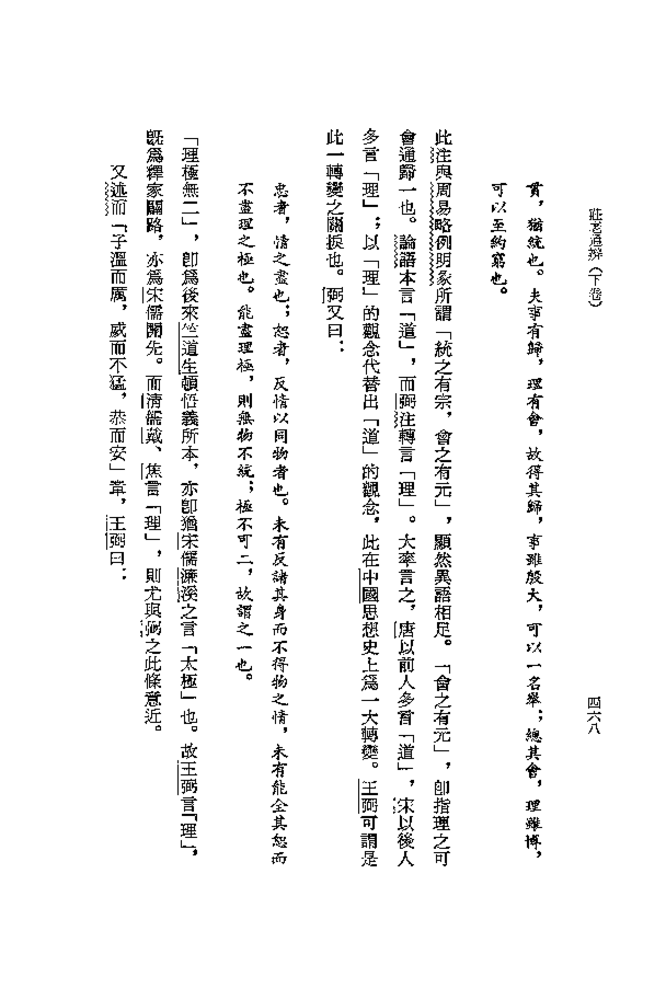 莊老通辨（下卷）
四六八
貫，猶統也。夫事有歸，理有會，故得其歸，事雖殷大，可以一名舉；總其會，理雖博，
可以至約窮也。
此注與周易略例明彖所謂「統之有宗，會之有元」，顯然異語相足。「會之有元」，卽指理之可
會通歸一也。論語本言「道」，而弼注轉言「理」。大率言之，唐以前人多言「道」，宋以後人
多言「理」；以「理」的觀念代替出「道」的觀念，此在中國思想史上爲一大轉變。王弼可謂是
此一轉變之關捩也。弼又曰：
忠者，情之盡也；恕者，反情以同物者也。未有反諸其身而不得物之情，未有能全其恕而
不盡理之極也。能盡理極，則無物不統；極不可二，故謂之一也。
「理極無二」，卽爲後來竺道生頓悟義所本，亦卽猶宋儒濂溪之言「太極」也。故王弼言「理」，
旣爲釋家闢路，亦爲宋儒開先。而清儒戴、焦言「理」，則尤與弼之此條意近。
又述而「子溫而厲，威而不猛，恭而安」章，王弼曰：